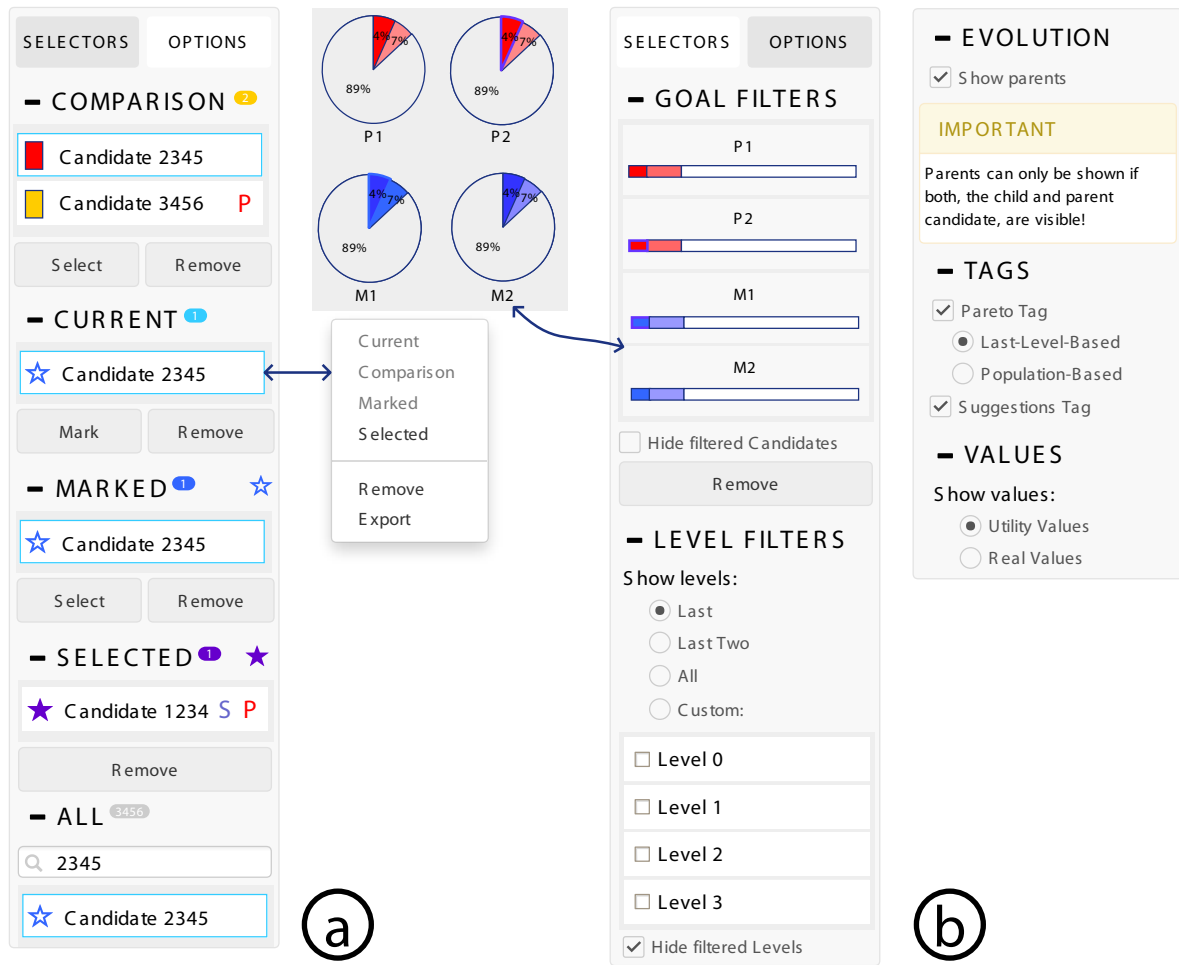 SELECTORS
OPTIONS
COMPARISON 2
Candidate 2345
Candidate 3456 P
Select
Remove
CURRENT 1
Candidate 2345
Mark
Remove
MARKED 1
Candidate 2345
Select
Remove
SELECTED 1
Candidate 1234 S P
Remove
ALL 3456
2345
Candidate 2345
4%
7%
89%
P1
4%
7%
89%
P2
4%
7%
89%
M1
4%
7%
89%
M2
Current
Comparison
Marked
Selected
Remove
Export
a
SELECTORS
OPTIONS
GOAL FILTERS
P1
P2
M1
M2
Hide filtered Candidates
Remove
LEVEL FILTERS
Show levels:
Last
Last Two
All
Custom:
Level 0
Level 1
Level 2
Level 3
Hide filtered Levels
EVOLUTION
Show parents
IMPORTANT
Parents can only be shown if
both, the child and parent
candidate, are visible!
TAGS
Pareto Tag
Last-Level-Based
Population-Based
Suggestions Tag
VALUES
Show values:
Utility Values
Real Values
b